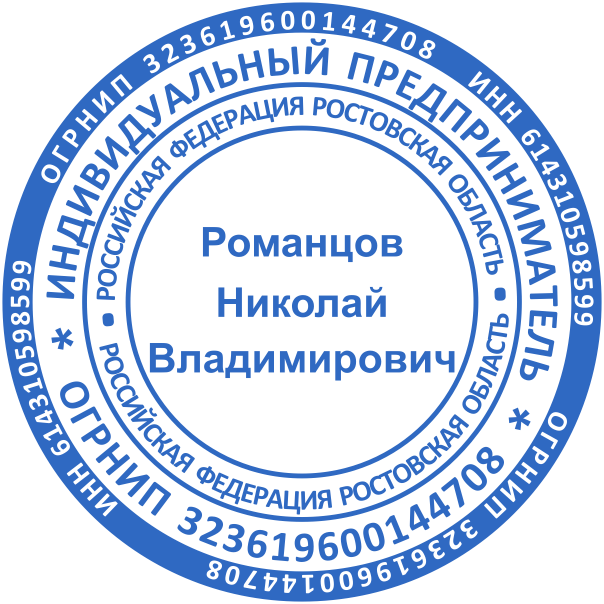 ОГРНИП 323619600144708
ИНН 614310598599
ОГРНИП 323619600144708
ИНН 614310598599
ИНДИВИДУАЛЬНЫЙ ПРЕДПРИНИМАТЕЛЬ
* ОГРНИП 323619600144708 *
РОССИЙСКАЯ ФЕДЕРАЦИЯ РОСТОВСКАЯ ОБЛАСТЬ
• РОССИЙСКАЯ ФЕДЕРАЦИЯ РОСТОВСКАЯ ОБЛАСТЬ •
Романцов
Николай
Владимирович